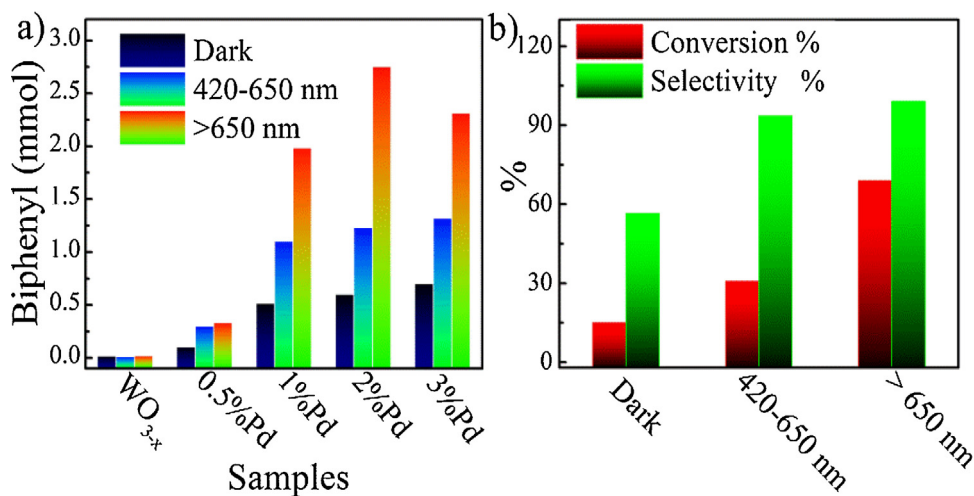 a)
Biphenyl (mmol)
3.0
2.5
2.0
1.5
1.0
0.5
0.0
Dark
420-650 nm
>650 nm
WO3-x
0.5%Pd
1%Pd
2%Pd
3%Pd
Samples
b)
%
120
90
60
30
0
Conversion %
Selectivity %
Dark
420-650 nm
> 650 nm